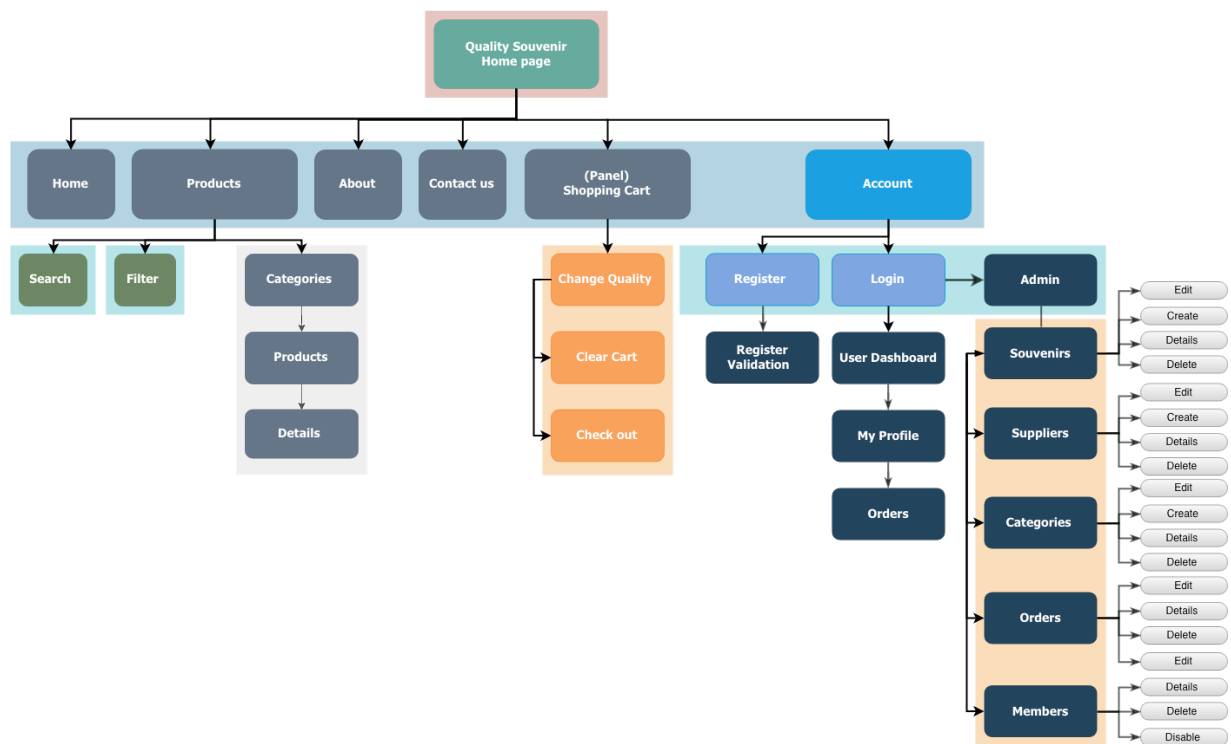 Quality Souvenir
Home page
Home
Products
About
Contact us
(Panel)
Shopping Cart
Account
Search
Filter
Categories
Products
Details
Change Quality
Clear Cart
Check out
Register
Login
Admin
Register
Validation
User Dashboard
My Profile
Orders
Souvenirs
Edit
Create
Details
Delete
Suppliers
Edit
Create
Details
Delete
Categories
Edit
Create
Details
Delete
Orders
Edit
Details
Delete
Edit
Members
Details
Delete
Disable